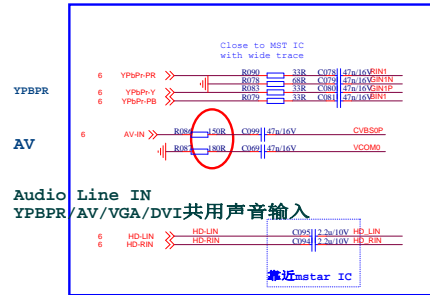 Close to MST IC
with wide trace
YPBPR
6 YPbPr-PR R090 33R C078 47n/16V RIN1
R078 68R C079 47n/16V GIN1N
6 YPbPr-Y R083 33R C080 47n/16V GIN1P
6 YPbPr-PB R079 33R C081 47n/16V BIN1
AV
6 AV-IN R086 150R C099 47n/16V CVBS0P
R087 180R C069 47n/16V VCOM0
Audio Line IN
YPBPR/AV/VGA/DVI共用声音输入
6 HD-LIN HD-LIN C095 2.2u/10V HD_LIN
6 HD-RIN HD-RIN C094 2.2u/10V HD_RIN
靠近mstar IC